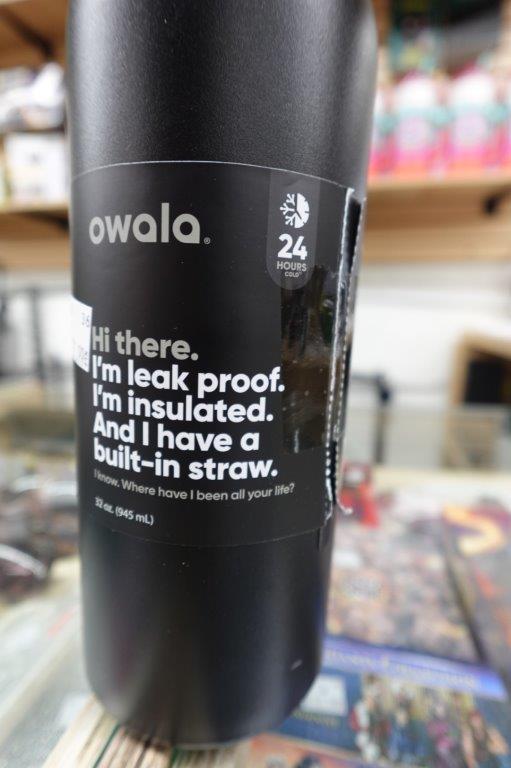 owala®
24
HOURS
COLD
Hi there.
I'm leak proof.
I'm insulated.
And I have a
built-in straw.
I know. Where have I been all your life?
32 oz. (945 mL)